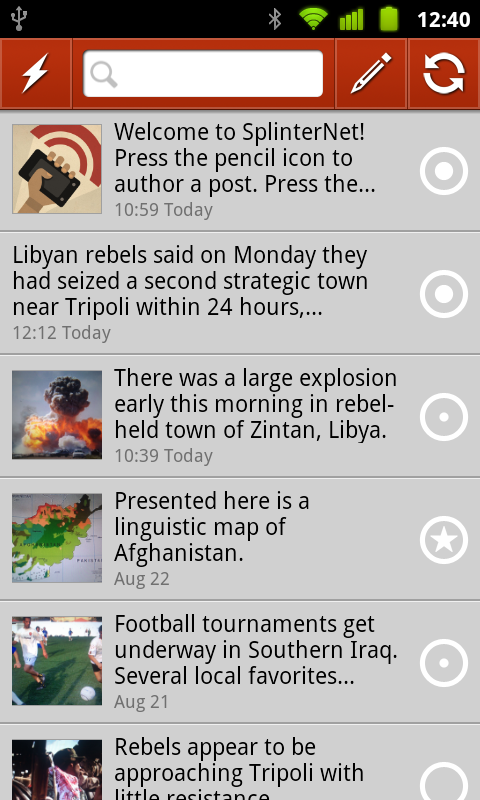 12:40
Welcome to SplinterNet!
Press the pencil icon to
author a post. Press the...
10:59 Today
Libyan rebels said on Monday they
had seized a second strategic town
near Tripoli within 24 hours,...
12:12 Today
There was a large explosion
early this morning in rebel-
held town of Zintan, Libya.
10:39 Today
Presented here is a
linguistic map of
Afghanistan.
Aug 22
Football tournaments get
underway in Southern Iraq.
Several local favorites...
Aug 21
Rebels appear to be
approaching Tripoli with
little resistance